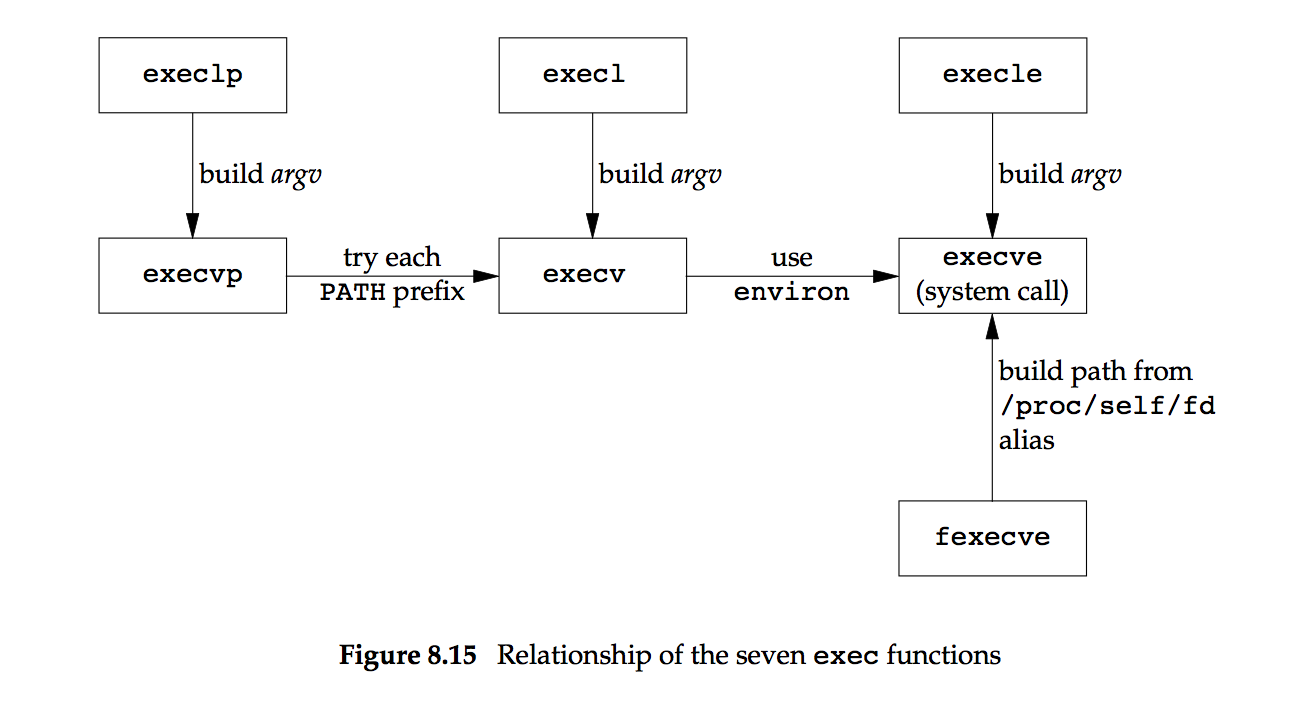 execlp
execl
execle
build argv
build argv
build argv
execvp
try each
PATH prefix
execv
use
environ
execve
(system call)
build path from
/proc/self/fd
alias
fexecve
Figure 8.15 Relationship of the seven exec functions